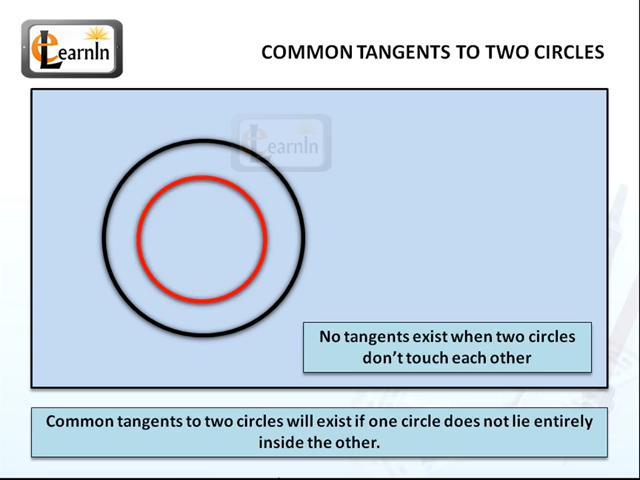 eLearnIn
COMMON TANGENTS TO TWO CIRCLES
LearnIn
No tangents exist when two circles
don't touch each other
Common tangents to two circles will exist if one circle does not lie entirely
inside the other.